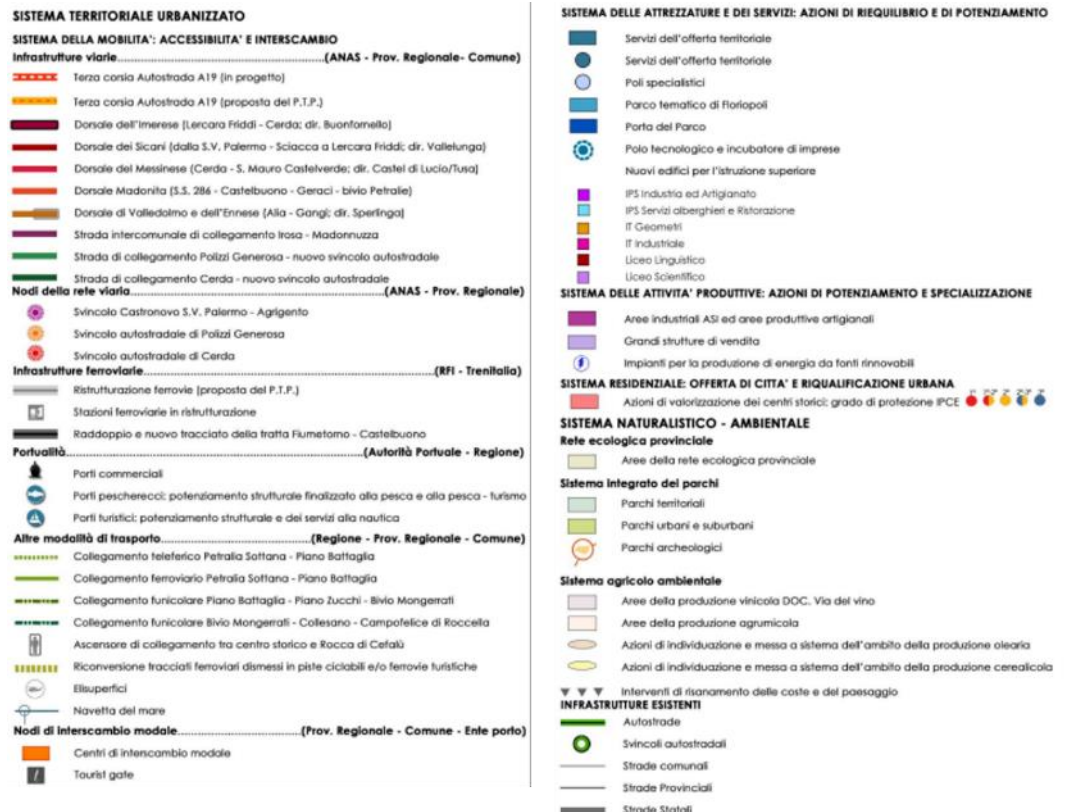 SISTEMA TERRITORIALE URBANIZZATO
SISTEMA DELLA MOBILITA': ACCESSIBILITA' E INTERSCAMBIO
Infrastrutture viarie.....................................................(ANAS - Prov. Regionale- Comune)
Terza corsia Autostrada A19 (in progetto)
Terza corsia Autostrada A19 (proposta del P.T.P.)
Dorsale dell'Imerese (Lercara Friddi - Cerda; dir. Buonfornello)
Dorsale dei Sicani (dalla S.V. Palermo - Sciacca a Lercara Friddi; dir. Vallelunga)
Dorsale del Messinese (Cerda - S. Mauro Castelverde; dir. Castel di Lucio/Tusa)
Dorsale Madonita (S.S. 286 - Castelbuono - Geraci - bivio Petralie)
Dorsale di Valledolmo e dell'Ennese (Alia - Gangi; dir. Sperlinga)
Strada intercomunale di collegamento Irosa - Madonnuzza
Strada di collegamento Polizzi Generosa - nuovo svincolo autostradale
Strada di collegamento Cerda - nuovo svincolo autostradale
Nodi della rete viaria.................................................................(ANAS - Prov. Regionale)
Svincolo Castronovo S.V. Palermo - Agrigento
Svincolo autostradale di Polizzi Generosa
Svincolo autostradale di Cerda
Infrastrutture ferroviarie..........................................................................(RFI - Trenitalia)
Ristrutturazione ferrovie (proposta del P.T.P.)
Stazioni ferroviarie in ristrutturazione
Raddoppio e nuovo tracciato della tratta Fiumetorno - Castelbuono
Portualità...........................................................................(Autorità Portuale - Regione)
Porti commerciali
Porti pescherecci: potenziamento strutturale finalizzato alla pesca e alla pesca - turismo
Porti turistici: potenziamento strutturale e dei servizi alla nautica
Altre modalità di trasporto......................................(Regione - Prov. Regionale - Comune)
Collegamento teleferico Petralia Sottana - Piano Battaglia
Collegamento ferroviario Petralia Sottana - Piano Battaglia
Collegamento funicolare Piano Battaglia - Piano Zucchi - Bivio Mongerrati
Collegamento funicolare Bivio Mongerrati - Collesano - Campofelice di Roccella
Ascensore di collegamento tra centro storico e Rocca di Cefalù
Riconversione tracciati ferroviari dismessi in piste ciclabili e/o ferrovie turistiche
Elisuperfici
Navetta del mare
Nodi di interscambio modale...............................(Prov. Regionale - Comune - Ente porto)
Centri di interscambio modale
Tourist gate
SISTEMA DELLE ATTREZZATURE E DEI SERVIZI: AZIONI DI RIEQUILIBRIO E DI POTENZIAMENTO
Servizi dell'offerta territoriale
Servizi dell'offerta territoriale
Poli specialistici
Parco tematico di Floriopoli
Porta del Parco
Polo tecnologico e incubatore di imprese
Nuovi edifici per l'istruzione superiore
IPS Industria ed Artigianato
IPS Servizi alberghieri e Ristorazione
IT Geometri
IT Industriale
Liceo Linguistico
Liceo Scientifico
SISTEMA DELLE ATTIVITA' PRODUTTIVE: AZIONI DI POTENZIAMENTO E SPECIALIZZAZIONE
Aree industriali ASI ed aree produttive artigianali
Grandi strutture di vendita
Impianti per la produzione di energia da fonti rinnovabili
SISTEMA RESIDENZIALE: OFFERTA DI CITTA' E RIQUALIFICAZIONE URBANA
Azioni di valorizzazione dei centri storici: grado di protezione IPCE
SISTEMA NATURALISTICO - AMBIENTALE
Rete ecologica provinciale
Aree della rete ecologica provinciale
Sistema integrato dei parchi
Parchi territoriali
Parchi urbani e suburbani
Parchi archeologici
Sistema agricolo ambientale
Aree della produzione vinicola DOC. Via del vino
Aree della produzione agrumicola
Azioni di individuazione e messa a sistema dell'ambito della produzione olearia
Azioni di individuazione e messa a sistema dell'ambito della produzione cerealicola
Interventi di risanamento delle coste e del paesaggio
INFRASTRUTTURE ESISTENTI
Autostrade
Svincoli autostradali
Strade comunali
Strade Provinciali
Strade Statali